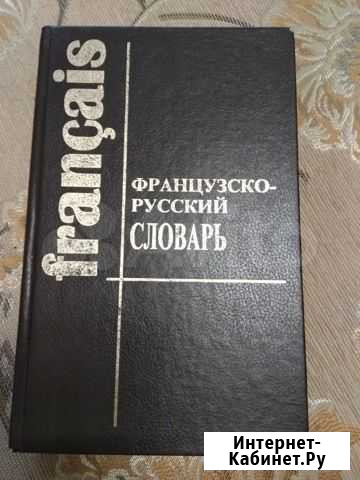 français
ФРАНЦУЗСКО-
РУССКИЙ
СЛОВАРЬ
Интернет-
Кабинет.Ру